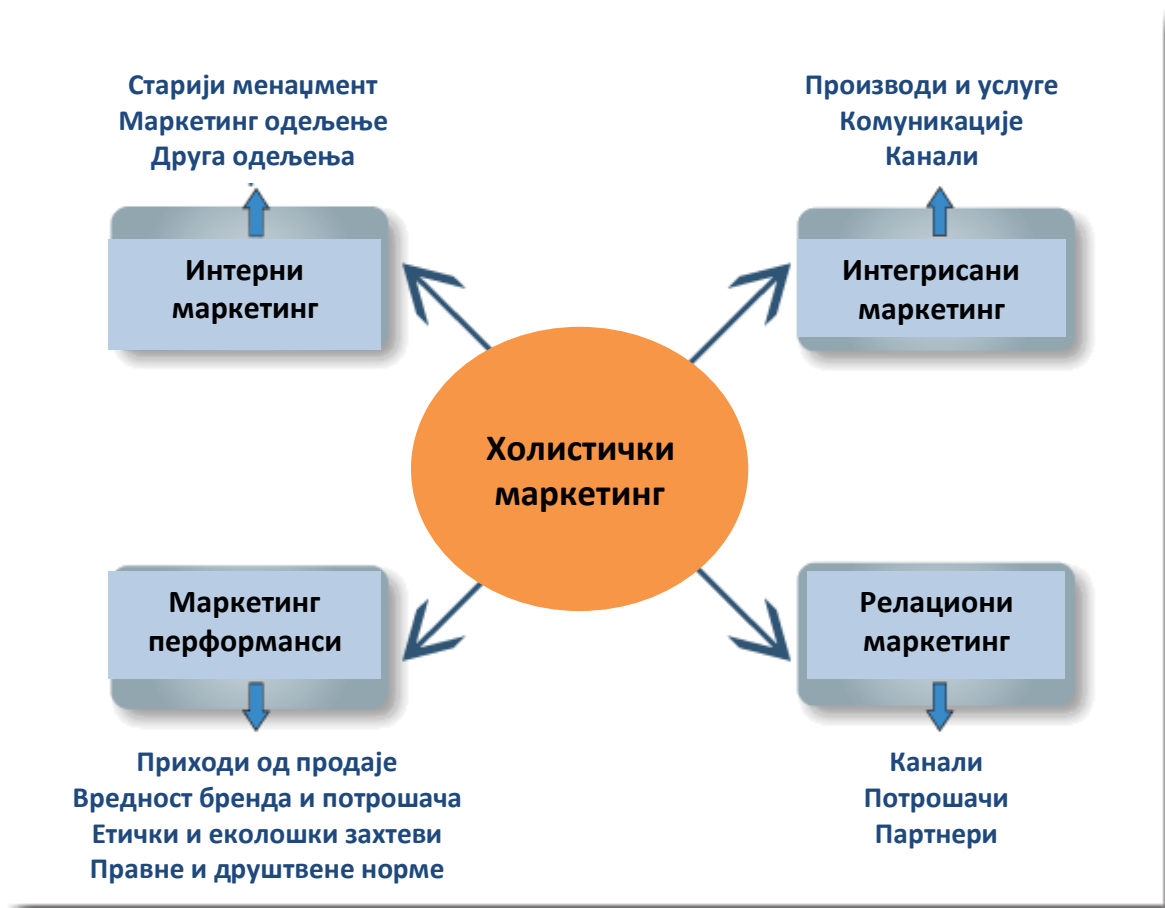 Старији менаџмент
Маркетинг одељење
Друга одељења
Производи и услуге
Комуникације
Канали
Интерни
маркетинг
Интегрисани
маркетинг
Холистички
маркетинг
Маркетинг
перформанси
Релациони
маркетинг
Приходи од продаје
Вредност бренда и потрошача
Етички и еколошки захтеви
Правне и друштвене норме
Канали
Потрошачи
Партнери